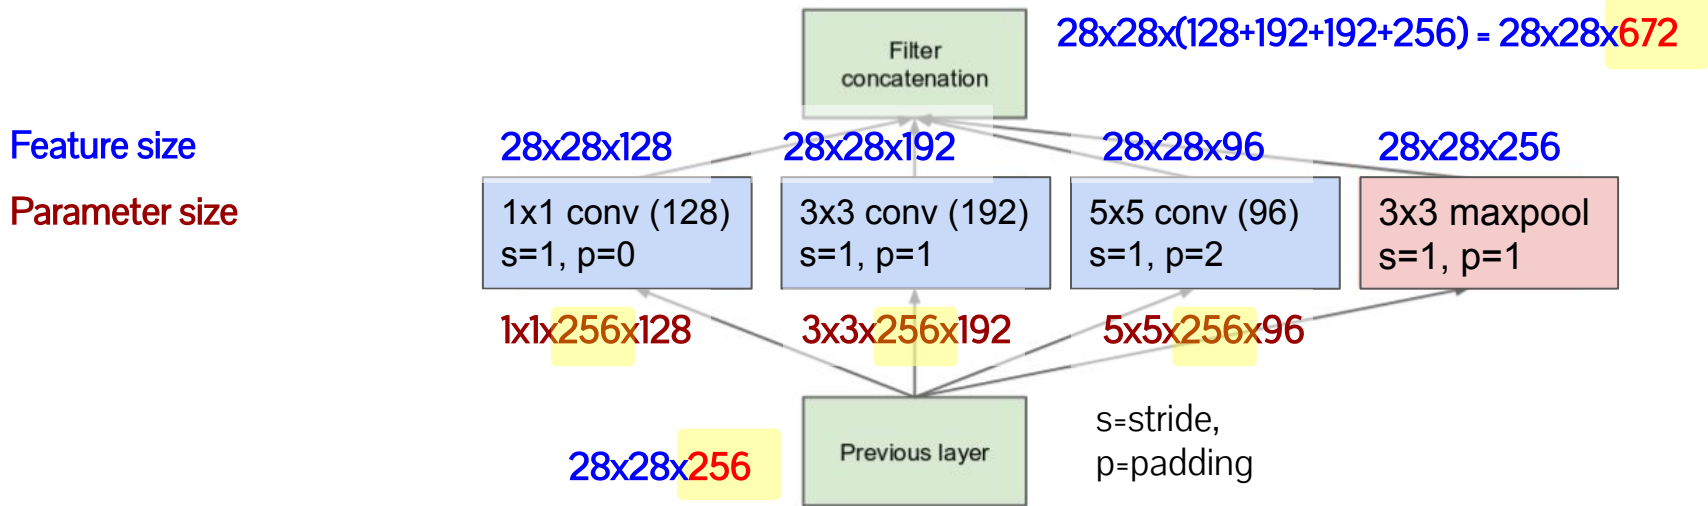 Filter
concatenation
28x28x(128+192+192+256) = 28x28x672
Feature size
28x28x128
28x28x192
28x28x96
28x28x256
Parameter size
1x1 conv (128)
s=1, p=0
3x3 conv (192)
s=1, p=1
5x5 conv (96)
s=1, p=2
3x3 maxpool
s=1, p=1
1x1x256x128
3x3x256x192
5x5x256x96
28x28x256
Previous layer
s=stride,
p=padding